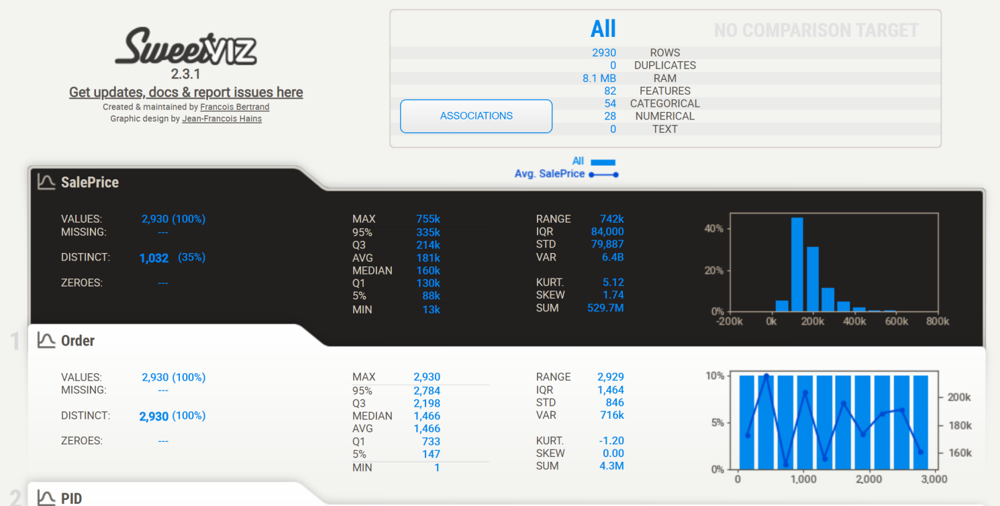 SweetVIZ
2.3.1
Get updates, docs & report issues here
Created & maintained by Francois Bertrand
Graphic design by Jean-Francois Hains
All NO COMPARISON TARGET
2930 ROWS
0 DUPLICATES
8.1 MB RAM
82 FEATURES
54 CATEGORICAL
28 NUMERICAL
0 TEXT
ASSOCIATIONS
All
Avg. SalePrice
SalePrice
VALUES: 2,930 (100%)
MISSING: ---
DISTINCT: 1,032 (35%)
ZEROES: ---
MAX 755k
95% 335k
Q3 214k
AVG 181k
MEDIAN 160k
Q1 130k
5% 88k
MIN 13k
RANGE 742k
IQR 84,000
STD 79,887
VAR 6.4B
KURT. 5.12
SKEW 1.74
SUM 529.7M
40%
20%
0%
-200k 0k 200k 400k 600k 800k
1 Order
VALUES: 2,930 (100%)
MISSING: ---
DISTINCT: 2,930 (100%)
ZEROES: ---
MAX 2,930
95% 2,784
Q3 2,198
MEDIAN 1,466
AVG 1,466
Q1 733
5% 147
MIN 1
RANGE 2,929
IQR 1,464
STD 846
VAR 716k
KURT. -1.20
SKEW 0.00
SUM 4.3M
10%
5%
0%
200k
180k
160k
0 1,000 2,000 3,000
2 PID